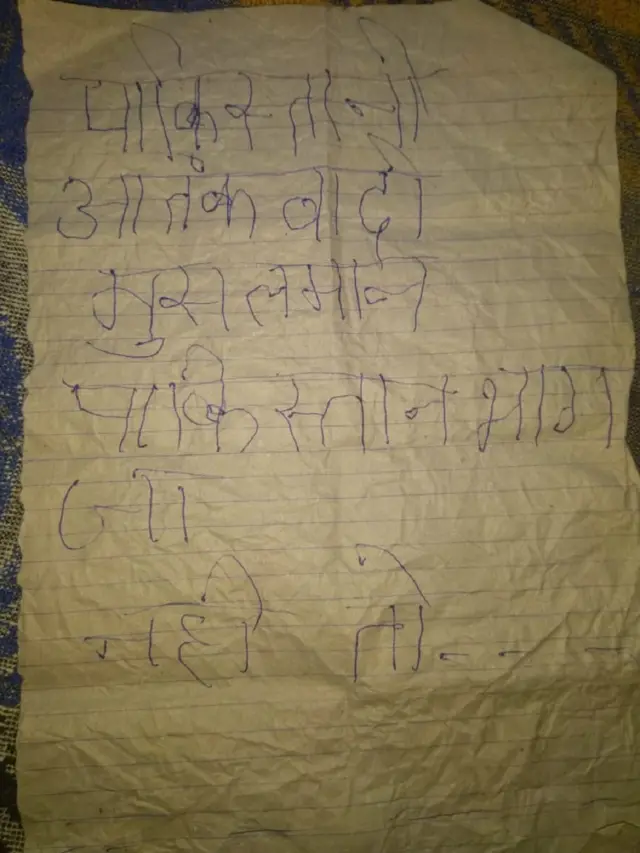 पाकिस्तानी
आतंकवादी
मुसलमान
पाकिस्तान भाग
जा
नही तो - - -